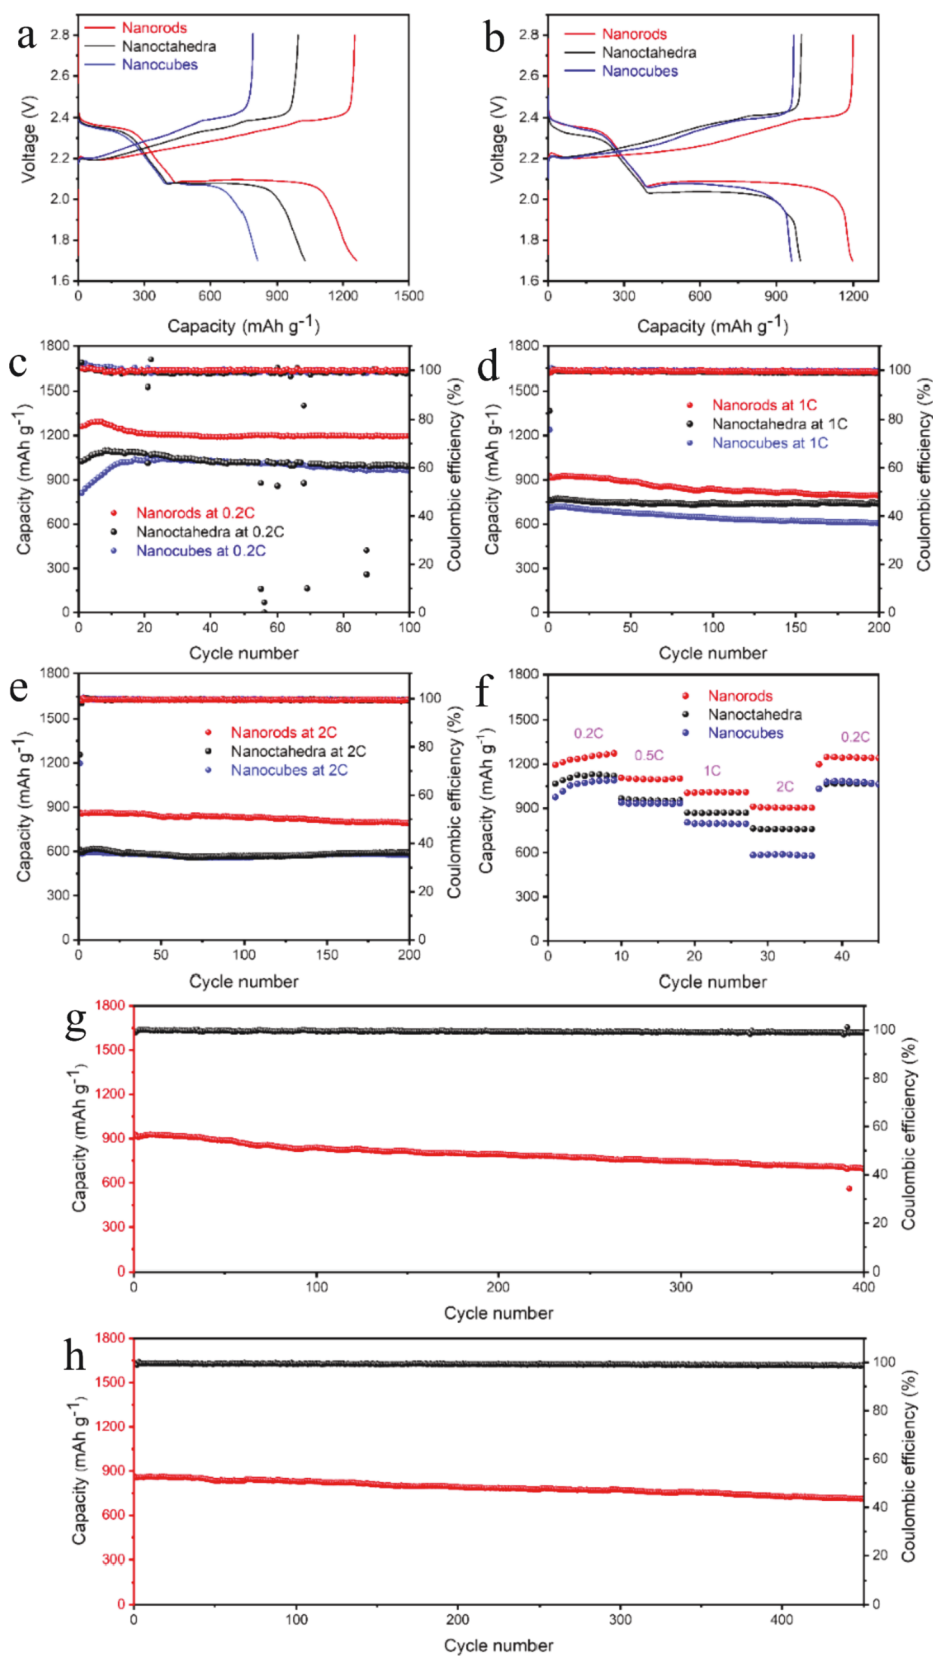 a
2.8
2.6
2.4
2.2
2.0
1.8
1.6
Voltage (V)
Nanorods
Nanoctahedra
Nanocubes
0
300
600
900
1200
1500
Capacity (mAh g-1)
b
2.8
2.6
2.4
2.2
2.0
1.8
1.6
Voltage (V)
Nanorods
Nanoctahedra
Nanocubes
0
300
600
900
1200
Capacity (mAh g-1)
c
1800
1500
1200
900
600
300
0
Capacity (mAh g-1)
Nanorods at 0.2C
Nanoctahedra at 0.2C
Nanocubes at 0.2C
100
80
60
40
20
0
Coulombic efficiency (%)
0
20
40
60
80
100
Cycle number
d
1800
1500
1200
900
600
300
0
Capacity (mAh g-1)
Nanorods at 1C
Nanoctahedra at 1C
Nanocubes at 1C
100
80
60
40
20
0
Coulombic efficiency (%)
0
50
100
150
200
Cycle number
e
1800
1500
1200
900
600
300
0
Capacity (mAh g-1)
Nanorods at 2C
Nanoctahedra at 2C
Nanocubes at 2C
100
80
60
40
20
0
Coulombic efficiency (%)
0
50
100
150
200
Cycle number
f
1800
1500
1200
900
600
300
0
Capacity (mAh g-1)
Nanorods
Nanoctahedra
Nanocubes
0.2C
0.5C
1C
2C
0.2C
0
10
20
30
40
Cycle number
g
1800
1500
1200
900
600
300
0
Capacity (mAh g-1)
100
80
60
40
20
0
Coulombic efficiency (%)
0
100
200
300
400
Cycle number
h
1800
1500
1200
900
600
300
0
Capacity (mAh g-1)
100
80
60
40
20
0
Coulombic efficiency (%)
0
100
200
300
400
Cycle number